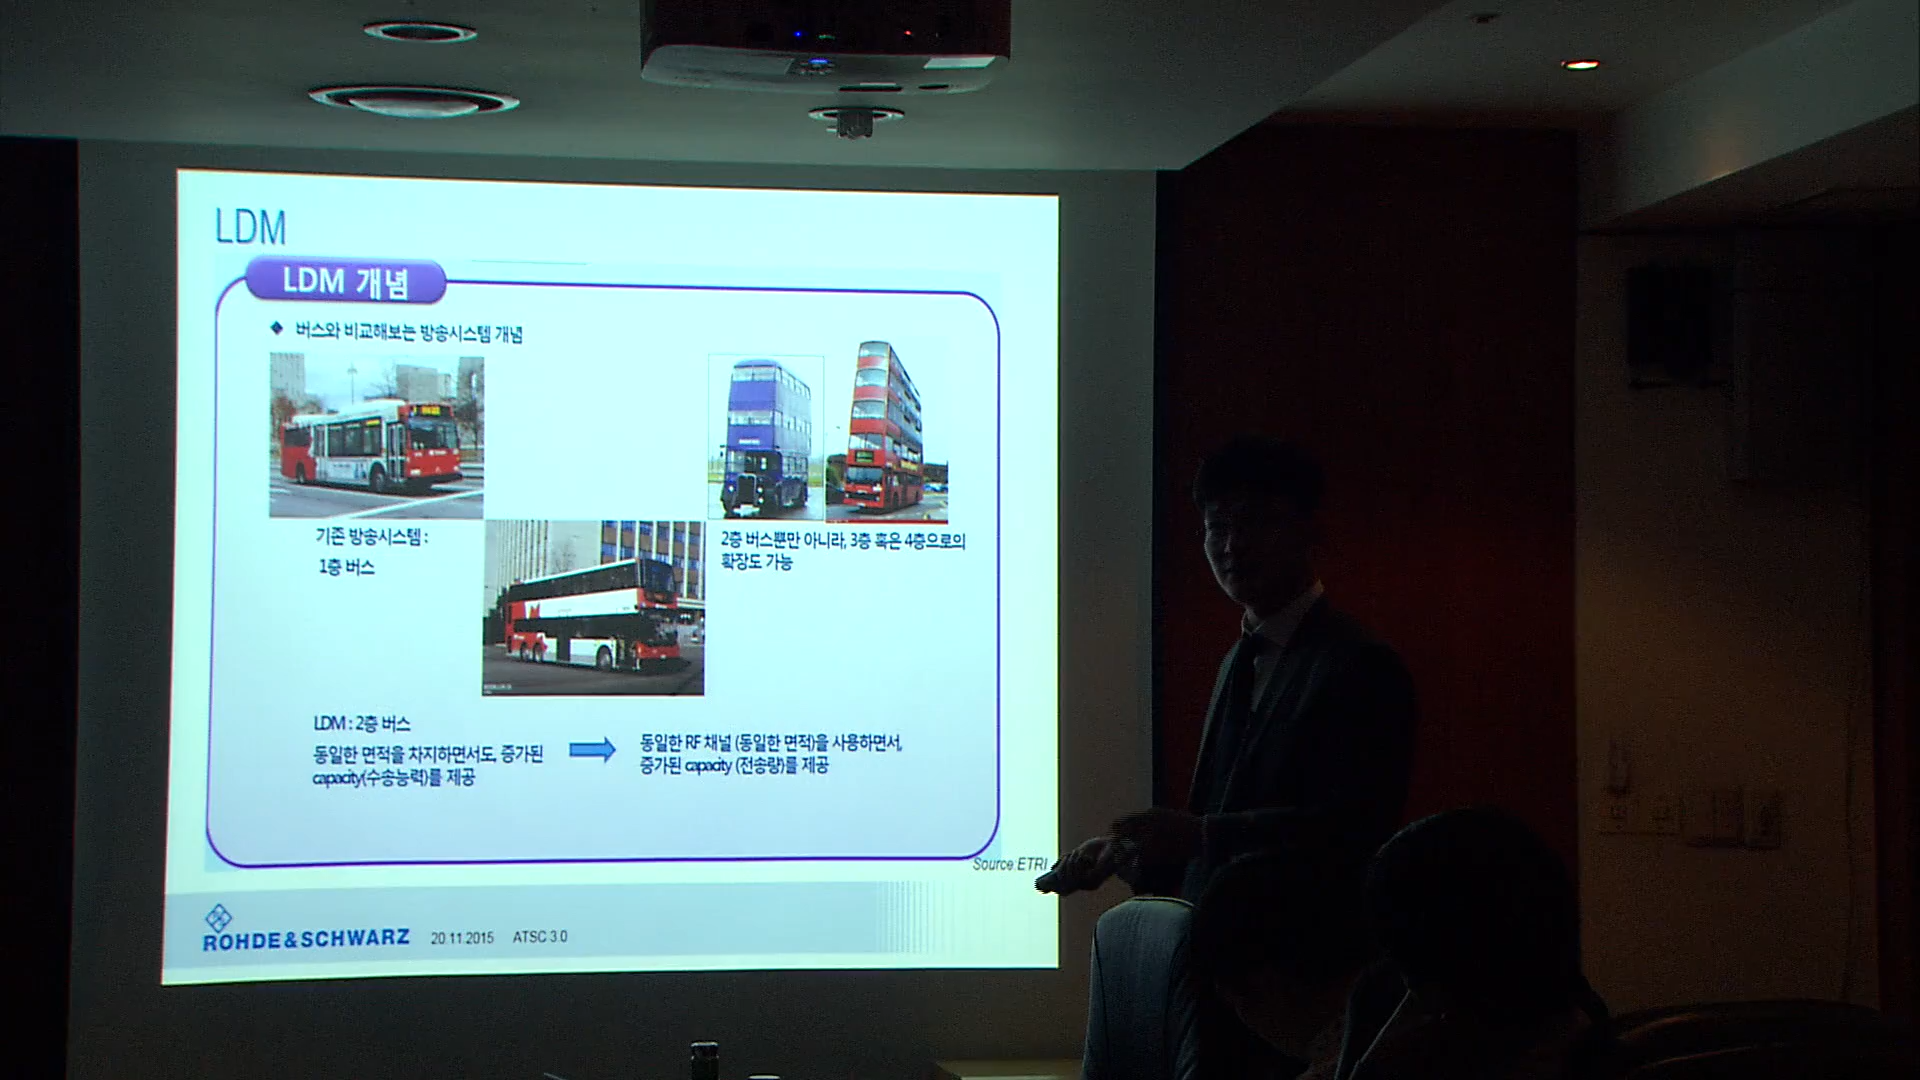 LDM
LDM 개념
❖ 버스와 비교해보는 방송시스템 개념
기존 방송시스템 :
1층 버스
2층 버스뿐만 아니라, 3층 혹은 4층으로의
확장도 가능
LDM : 2층 버스
동일한 면적을 차지하면서도, 증가된
capacity(수송능력)를 제공
동일한 RF 채널 (동일한 면적)을 사용하면서,
증가된 capacity (전송량)를 제공
Source:ETRI
ROHDE&SCHWARZ 20.11.2015 ATSC 3.0